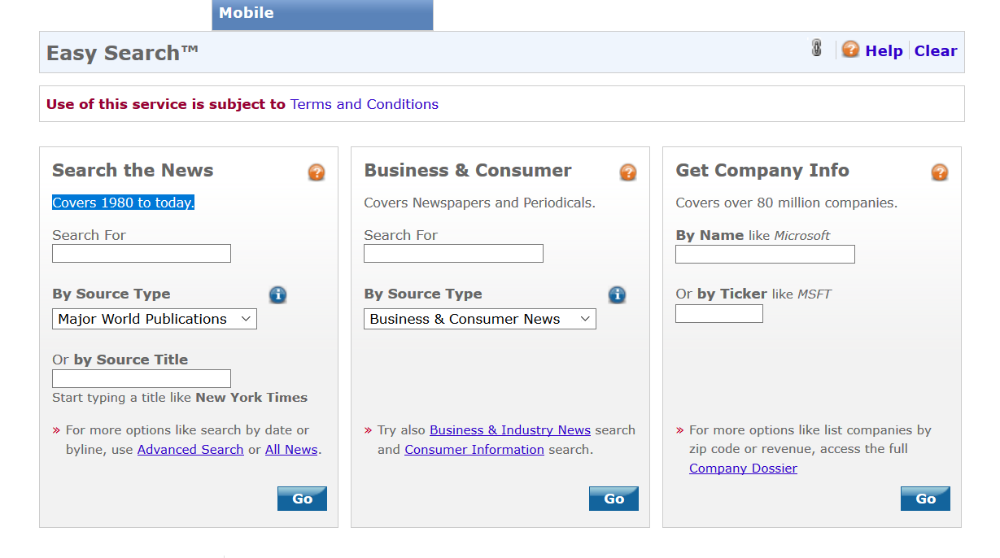 Mobile
Easy Search™
Help Clear
Use of this service is subject to Terms and Conditions
Search the News
Covers 1980 to today.
Search For
By Source Type
Major World Publications
Or by Source Title
Start typing a title like New York Times
» For more options like search by date or
byline, use Advanced Search or All News.
Go
Business & Consumer
Covers Newspapers and Periodicals.
Search For
By Source Type
Business & Consumer News
» Try also Business & Industry News search
and Consumer Information search.
Go
Get Company Info
Covers over 80 million companies.
By Name like Microsoft
Or by Ticker like MSFT
» For more options like list companies by
zip code or revenue, access the full
Company Dossier
Go